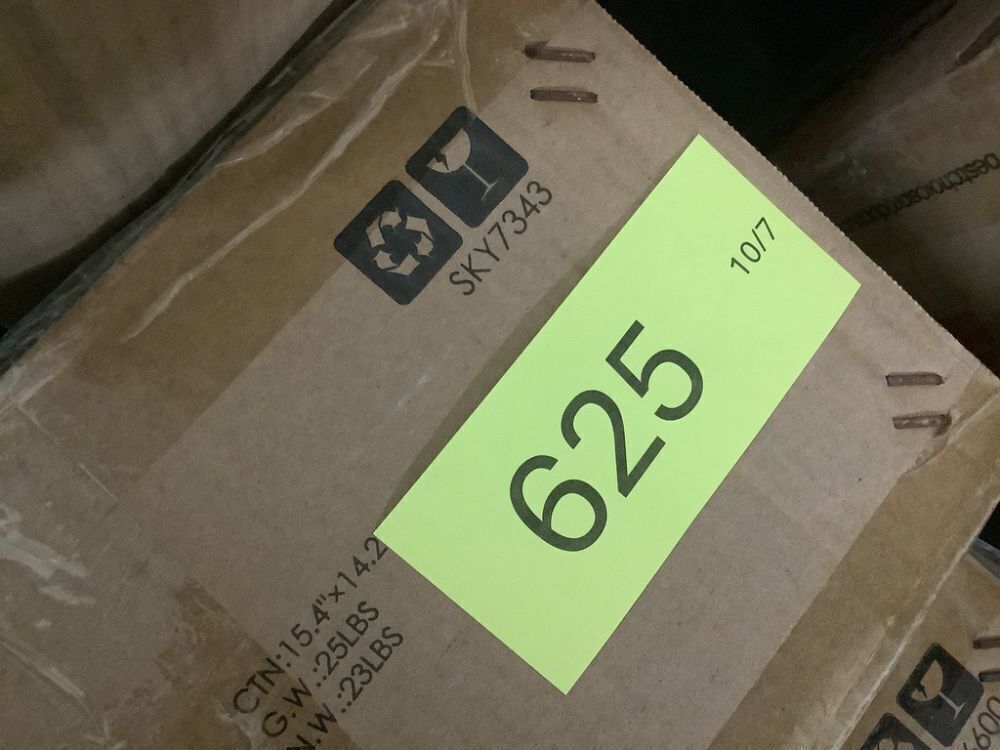 SKY7343
10/7
625
CTN:15.4"×14.2
G.W.:25LBS
N.W.:23LBS